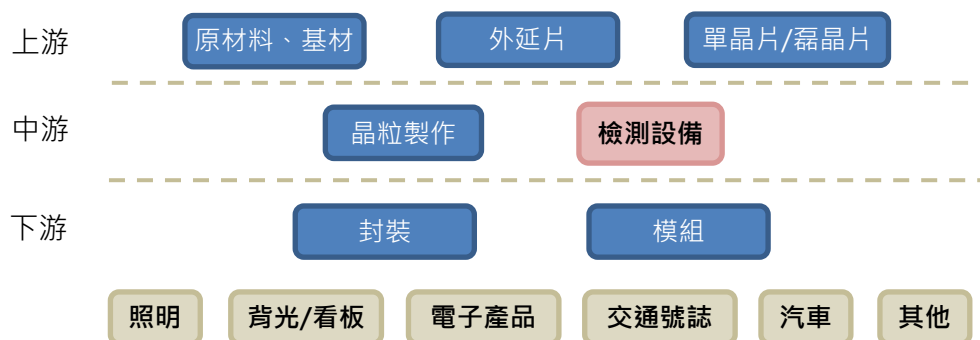 上游
原材料、基材
外延片
單晶片/磊晶片
中游
晶粒製作
檢測設備
下游
封裝
模組
照明
背光/看板
電子產品
交通號誌
汽車
其他